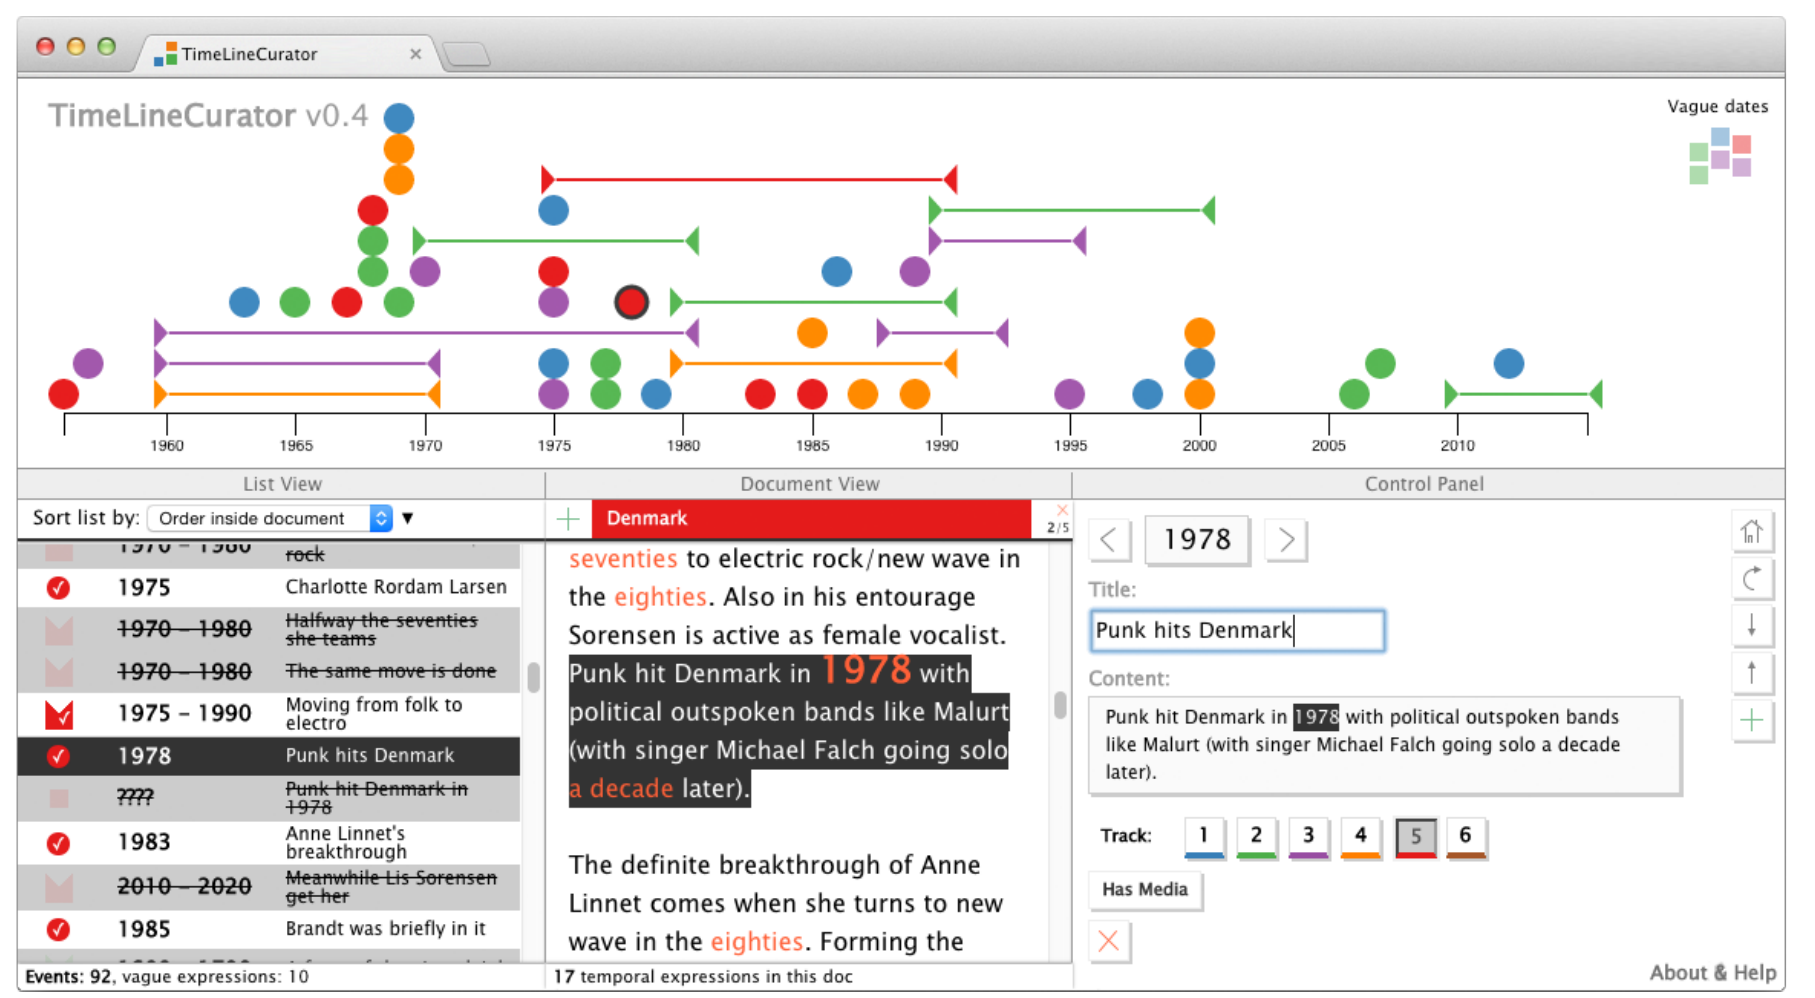 TimeLineCurator
TimeLineCurator v0.4
Vague dates
1960 1965 1970 1975 1980 1985 1990 1995 2000 2005 2010
List View
Document View
Control Panel
Sort list by: Order inside document
1970 – 1980 rock
1975 Charlotte Rordam Larsen
1970 – 1980 Halfway the seventies
she teams
1970 – 1980 The same move is done
1975 – 1990 Moving from folk to
electro
1978 Punk hits Denmark
???? Punk hit Denmark in
1978
1983 Anne Linnet's
breakthrough
2010 – 2020 Meanwhile Lis Sorensen
get her
1985 Brandt was briefly in it
Events: 92, vague expressions: 10
Denmark
2/5
seventies to electric rock/new wave in
the eighties. Also in his entourage
Sorensen is active as female vocalist.
Punk hit Denmark in 1978 with
political outspoken bands like Malurt
(with singer Michael Falch going solo
a decade later).
The definite breakthrough of Anne
Linnet comes when she turns to new
wave in the eighties. Forming the
17 temporal expressions in this doc
1978
Title:
Punk hits Denmark
Content:
Punk hit Denmark in 1978 with political outspoken bands
like Malurt (with singer Michael Falch going solo a decade
later).
Track: 1 2 3 4 5 6
Has Media
About & Help